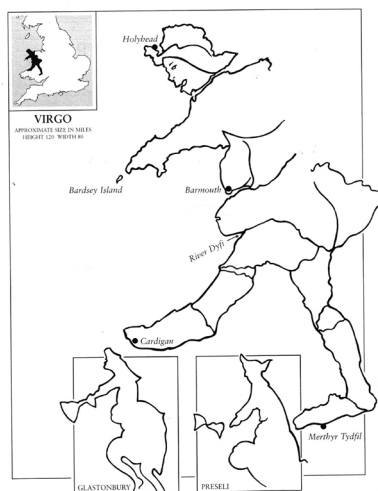 Holyhead
VIRGO
APPROXIMATE SIZE IN MILES
HEIGHT 120 WIDTH 80
Bardsey Island
Barmouth
River Dyfi
Cardigan
Merthyr Tydfil
GLASTONBURY
PRESELI